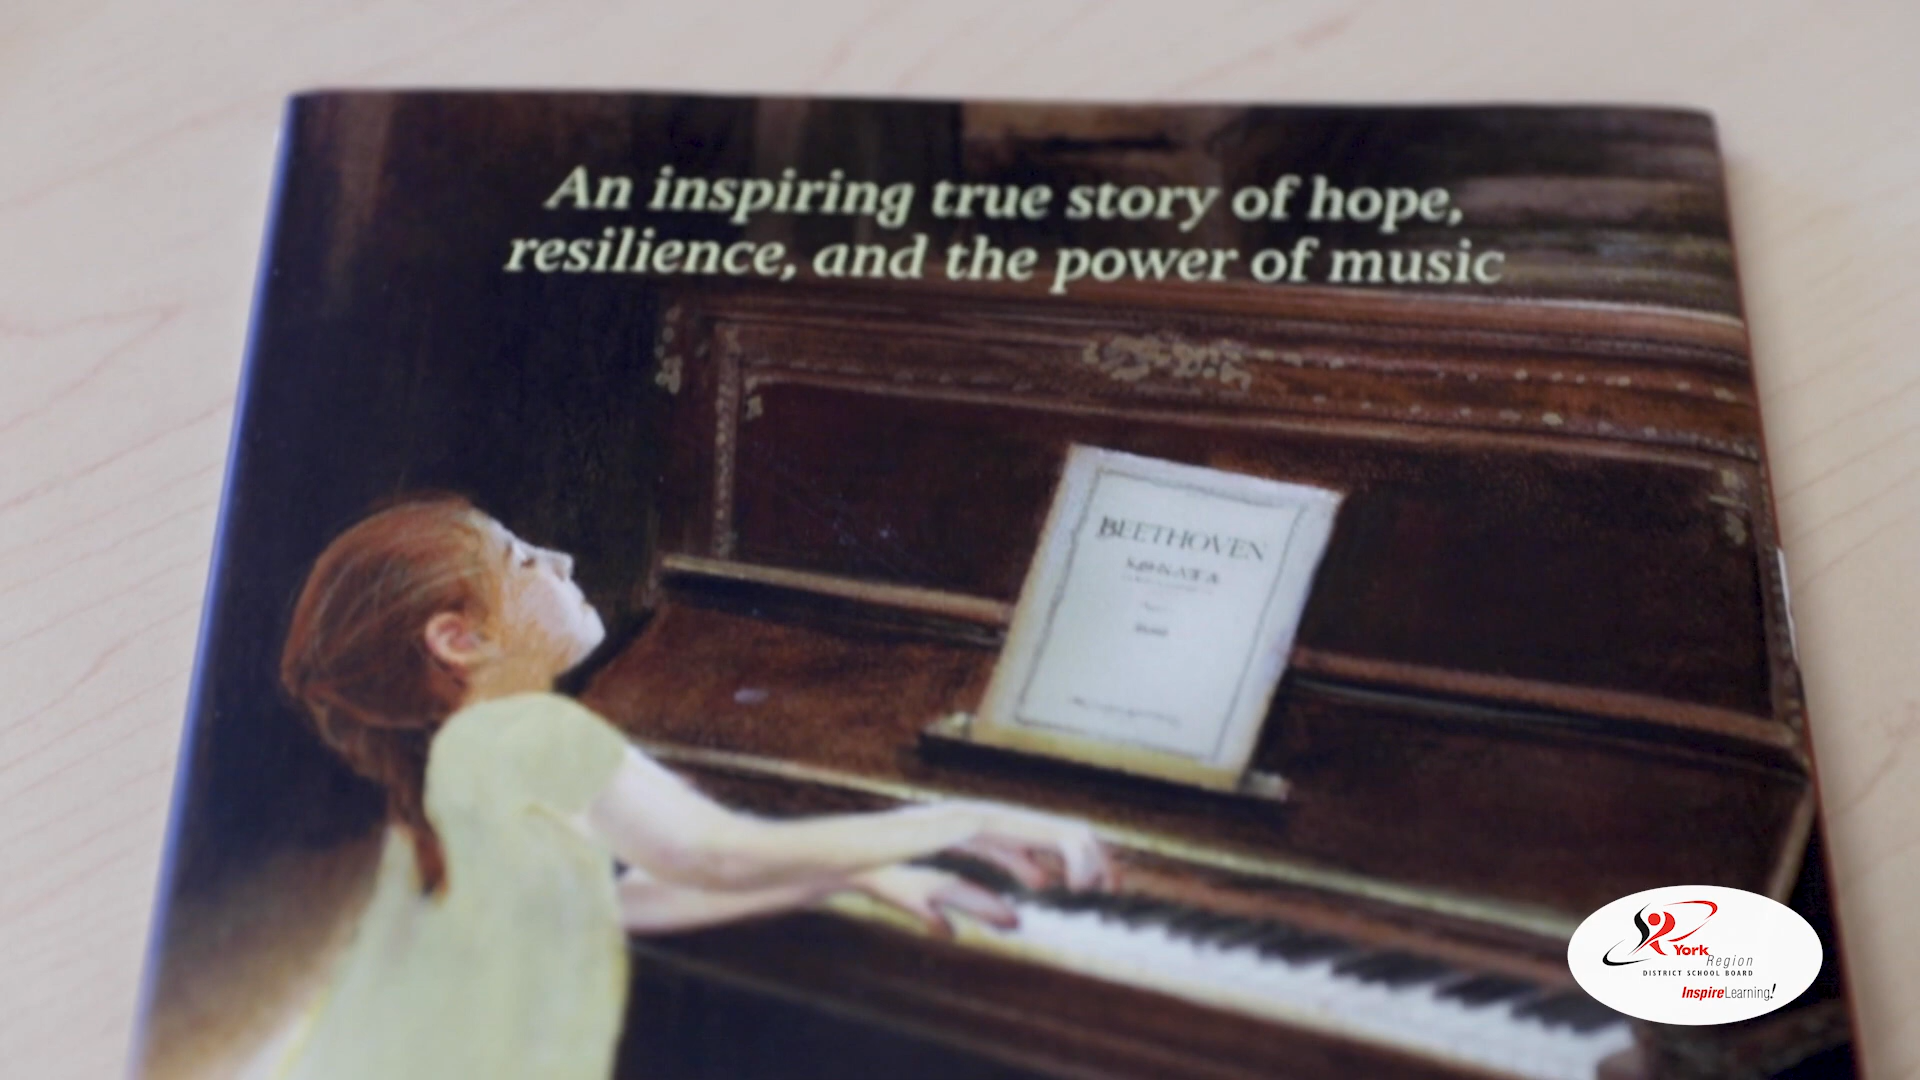 An inspiring true story of hope,
resilience, and the power of music
BEETHOVEN
SONATA
York
Region
DISTRICT SCHOOL BOARD
InspireLearning!